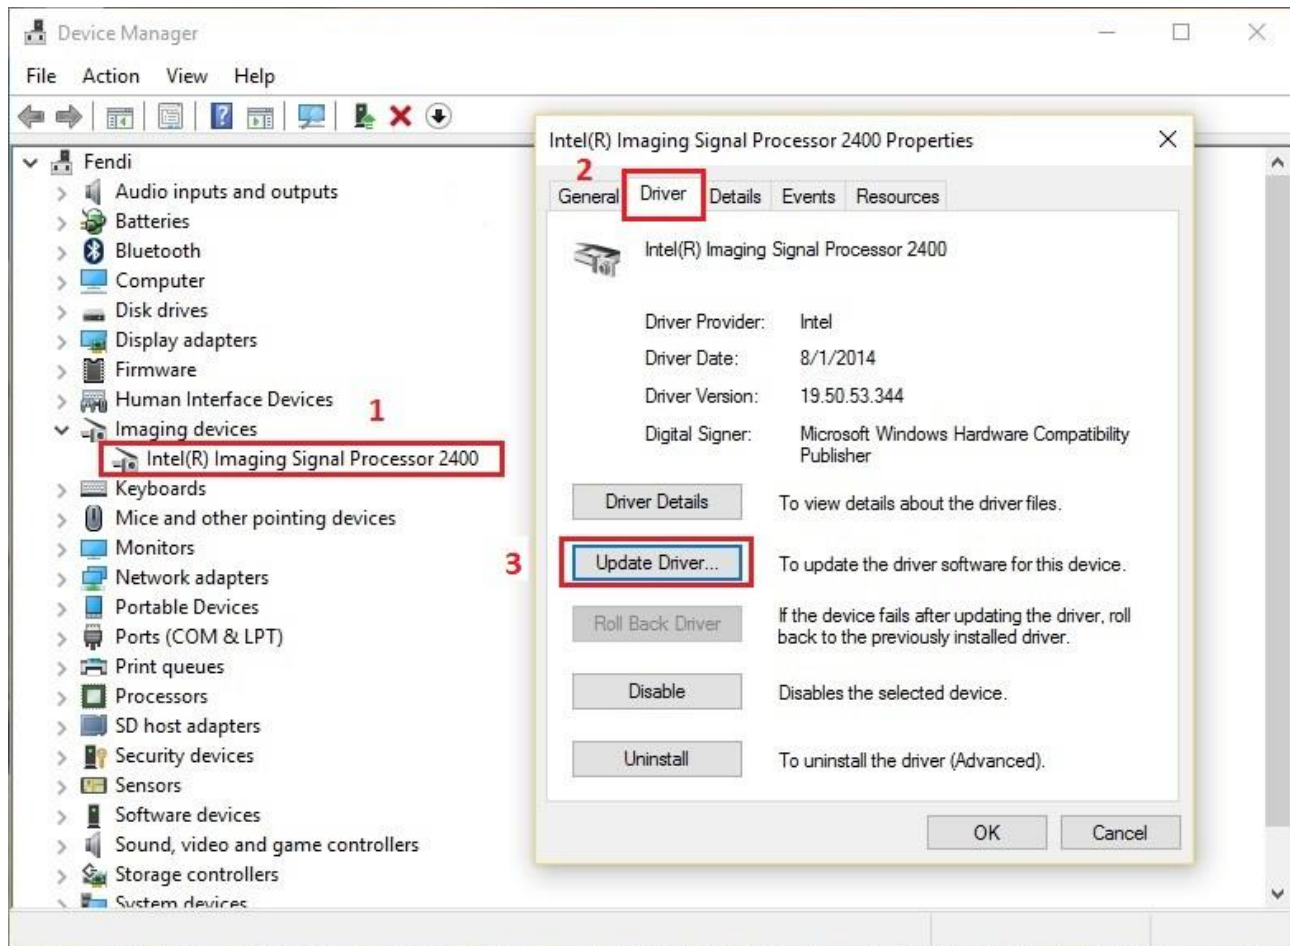 Device Manager
File Action View Help
Fendi
Audio inputs and outputs
Batteries
Bluetooth
Computer
Disk drives
Display adapters
Firmware
Human Interface Devices
1
Imaging devices
Intel(R) Imaging Signal Processor 2400
Keyboards
Mice and other pointing devices
Monitors
Network adapters
Portable Devices
Ports (COM & LPT)
Print queues
Processors
SD host adapters
Security devices
Sensors
Software devices
Sound, video and game controllers
Storage controllers
System devices
Intel(R) Imaging Signal Processor 2400 Properties
2
General Driver Details Events Resources
Intel(R) Imaging Signal Processor 2400
Driver Provider: Intel
Driver Date: 8/1/2014
Driver Version: 19.50.53.344
Digital Signer: Microsoft Windows Hardware Compatibility
Publisher
Driver Details To view details about the driver files.
3 Update Driver... To update the driver software for this device.
Roll Back Driver If the device fails after updating the driver, roll
back to the previously installed driver.
Disable Disables the selected device.
Uninstall To uninstall the driver (Advanced).
OK Cancel